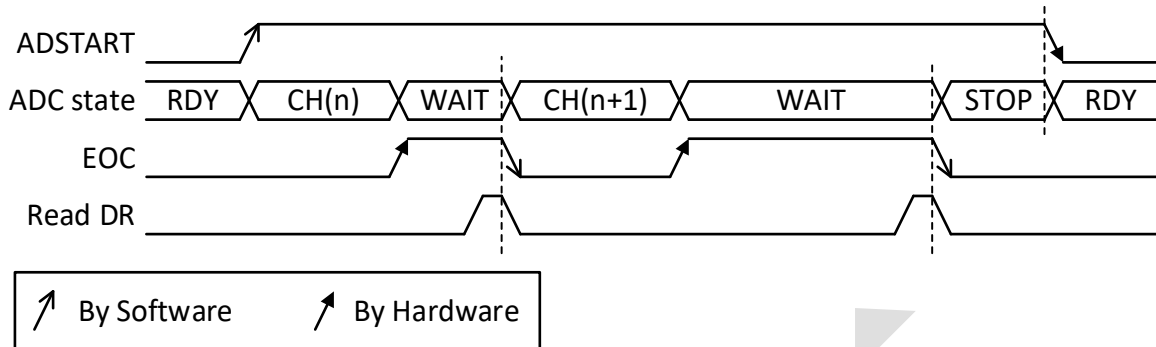 ADSTART
ADC state RDY CH(n) WAIT CH(n+1) WAIT STOP RDY
EOC
Read DR
By Software By Hardware